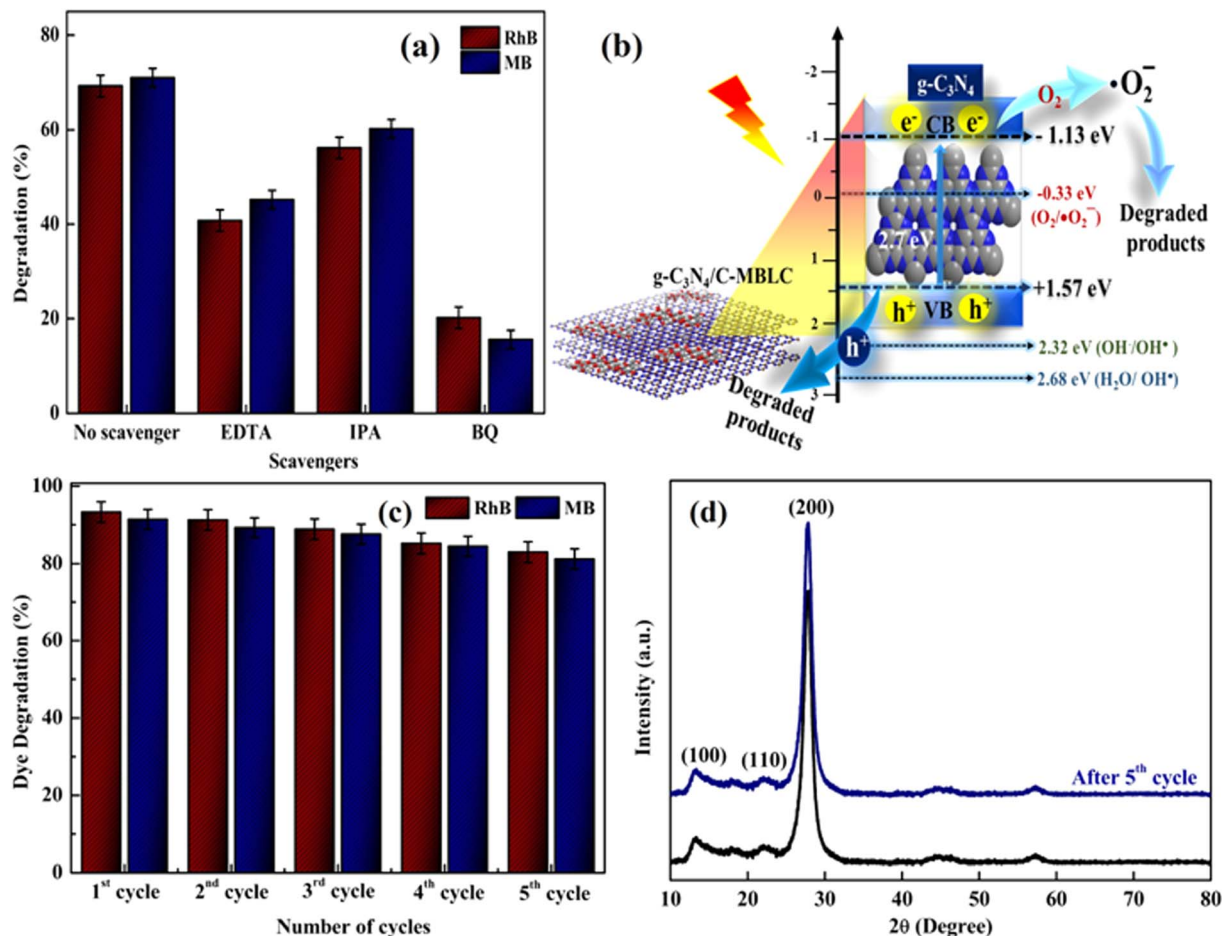 (a)
RhB
MB
Degradation (%)
80
60
40
20
0
No scavenger EDTA IPA BQ
Scavengers
(b)
-2
-1
0
1
2
3
g-C₃N₄
e⁻ CB e⁻
O₂
•O₂⁻
- 1.13 eV
-0.33 eV
(O₂/•O₂⁻)
Degraded
products
2.7 eV
+1.57 eV
h⁺ VB h⁺
g-C₃N₄/C-MBLC
h⁺
2.32 eV (OH⁻/OH•)
2.68 eV (H₂O/ OH•)
Degraded
products
(c)
RhB MB
Dye Degradation (%)
100
80
60
40
20
0
1ˢᵗ cycle 2ⁿᵈ cycle 3ʳᵈ cycle 4ᵗʰ cycle 5ᵗʰ cycle
Number of cycles
(d)
(200)
(100) (110)
After 5ᵗʰ cycle
Intensity (a.u.)
10 20 30 40 50 60 70 80
2θ (Degree)